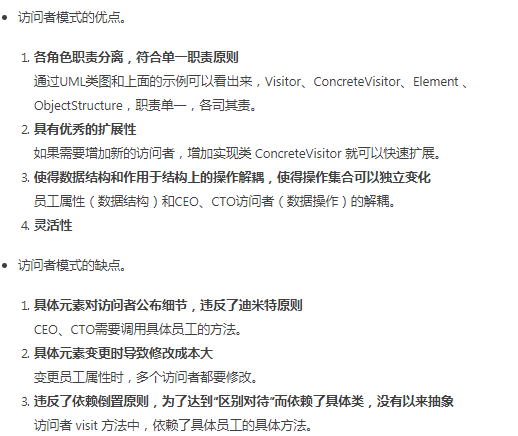 访问者模式的优点。
1. 各角色职责分离，符合单一职责原则
通过UML类图和上面的示例可以看出来，Visitor、ConcreteVisitor、Element 、
ObjectStructure，职责单一，各司其责。
2. 具有优秀的扩展性
如果需要增加新的访问者，增加实现类 ConcreteVisitor 就可以快速扩展。
3. 使得数据结构和作用于结构上的操作解耦，使得操作集合可以独立变化
员工属性（数据结构）和CEO、CTO访问者（数据操作）的解耦。
4. 灵活性
访问者模式的缺点。
1. 具体元素对访问者公布细节，违反了迪米特原则
CEO、CTO需要调用具体员工的方法。
2. 具体元素变更时导致修改成本大
变更员工属性时，多个访问者都要修改。
3. 违反了依赖倒置原则，为了达到“区别对待”而依赖了具体类，没有以来抽象
访问者 visit 方法中，依赖了具体员工的具体方法。